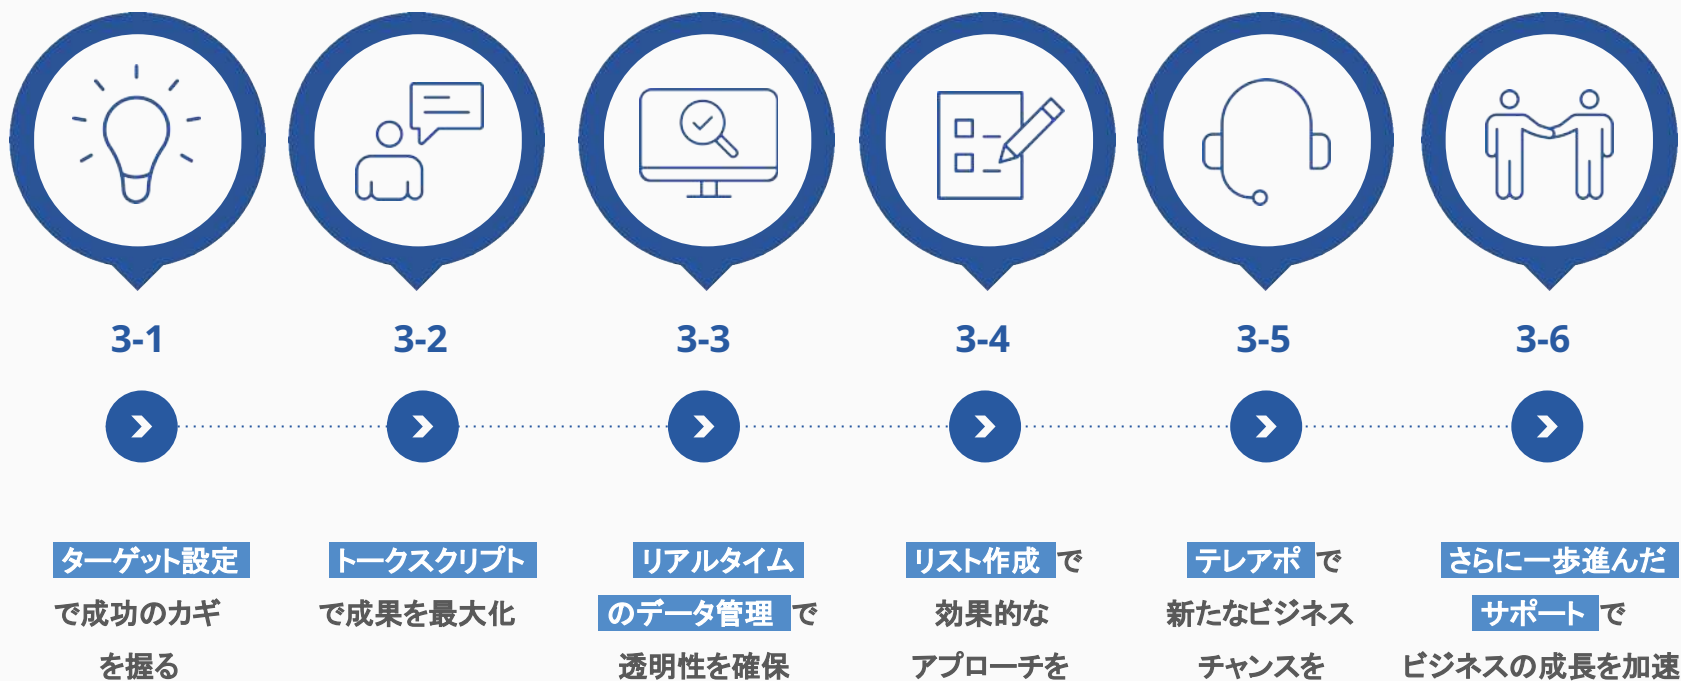 3-1
3-2
3-3
3-4
3-5
3-6
ターゲット設定
で成功のカギ
を握る
トークスクリプト
で成果を最大化
リアルタイム
のデータ管理 で
透明性を確保
リスト作成 で
効果的な
アプローチを
テレアポ で
新たなビジネス
チャンスを
さらに一歩進んだ
サポート で
ビジネスの成長を加速